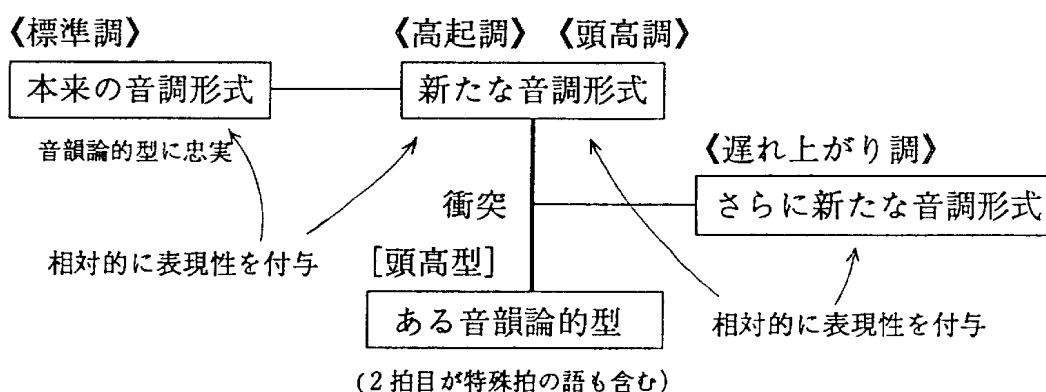 《標準調》
《高起調》《頭高調》
本来の音調形式
新たな音調形式
音韻論的型に忠実
《遅れ上がり調》
衝突
さらに新たな音調形式
相対的に表現性を付与
[頭高型]
ある音韻論的型
相対的に表現性を付与
(2拍目が特殊拍の語も含む)